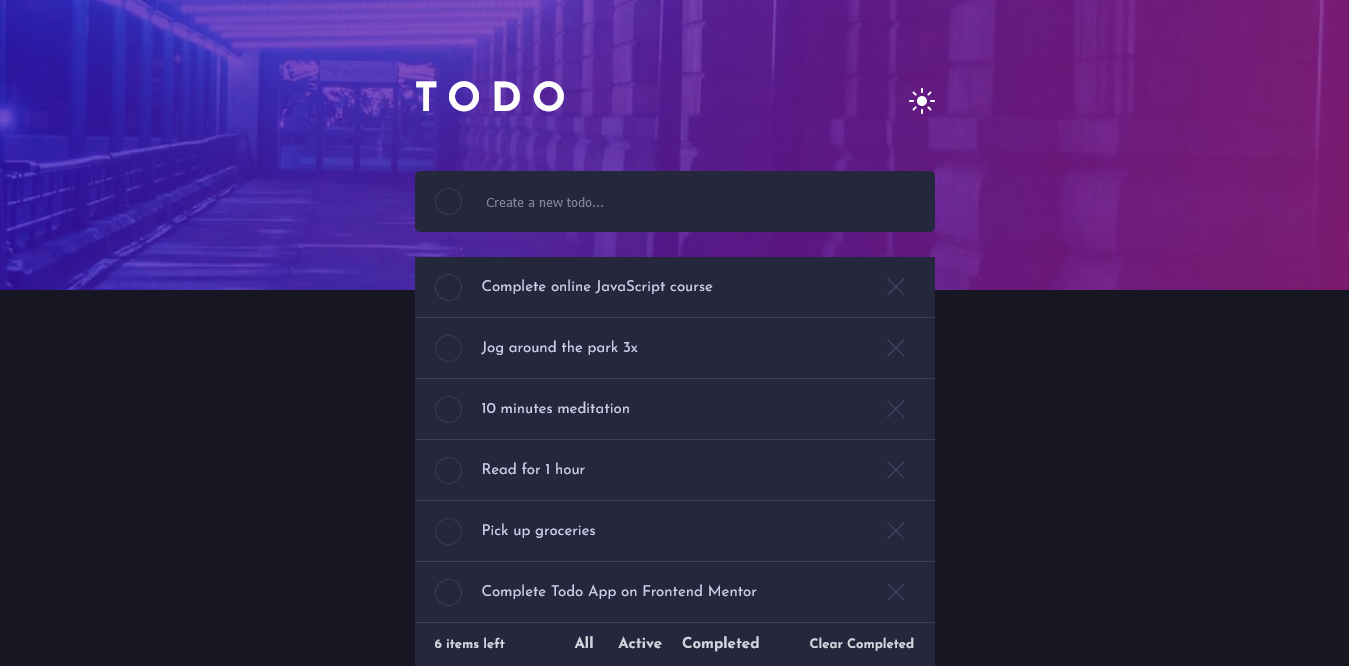 TODO
Create a new todo...
Complete online JavaScript course
Jog around the park 3x
10 minutes meditation
Read for 1 hour
Pick up groceries
Complete Todo App on Frontend Mentor
6 items left All Active Completed Clear Completed